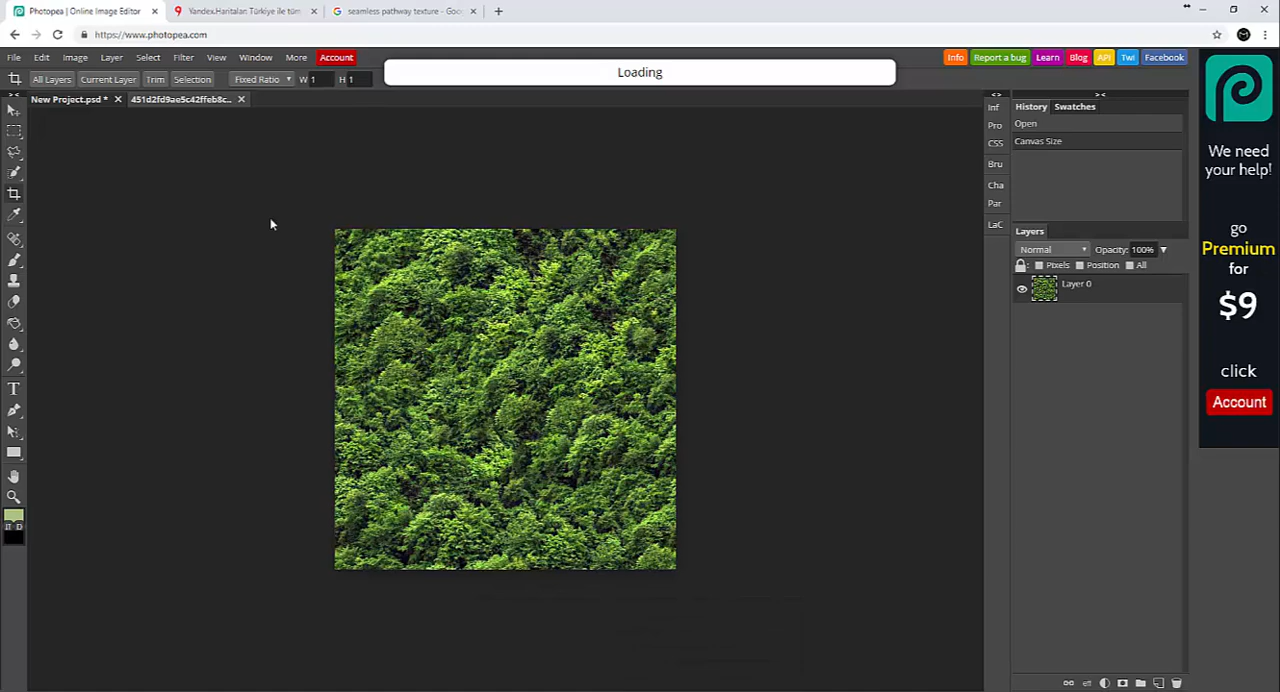 Photopea | Online Image Editor
Yandex.Haritalar: Türkiye ile tüm
seamless pathway texture - Goo
https://www.photopea.com
File Edit Image Layer Select Filter View Window More Account
Info Report a bug Learn Blog API Twi Facebook
All Layers Current Layer Trim Selection Fixed Ratio W 1 H 1
Loading
New Project.psd * 451d2fd9ae5c42ffeb8c...
Inf
Pro
CSS
Bru
Cha
Par
LaC
History Swatches
Open
Canvas Size
Layers
Normal Opacity: 100%
Pixels Position All
Layer 0
T
D
We need
your help!
go
Premium
for
$9
click
Account